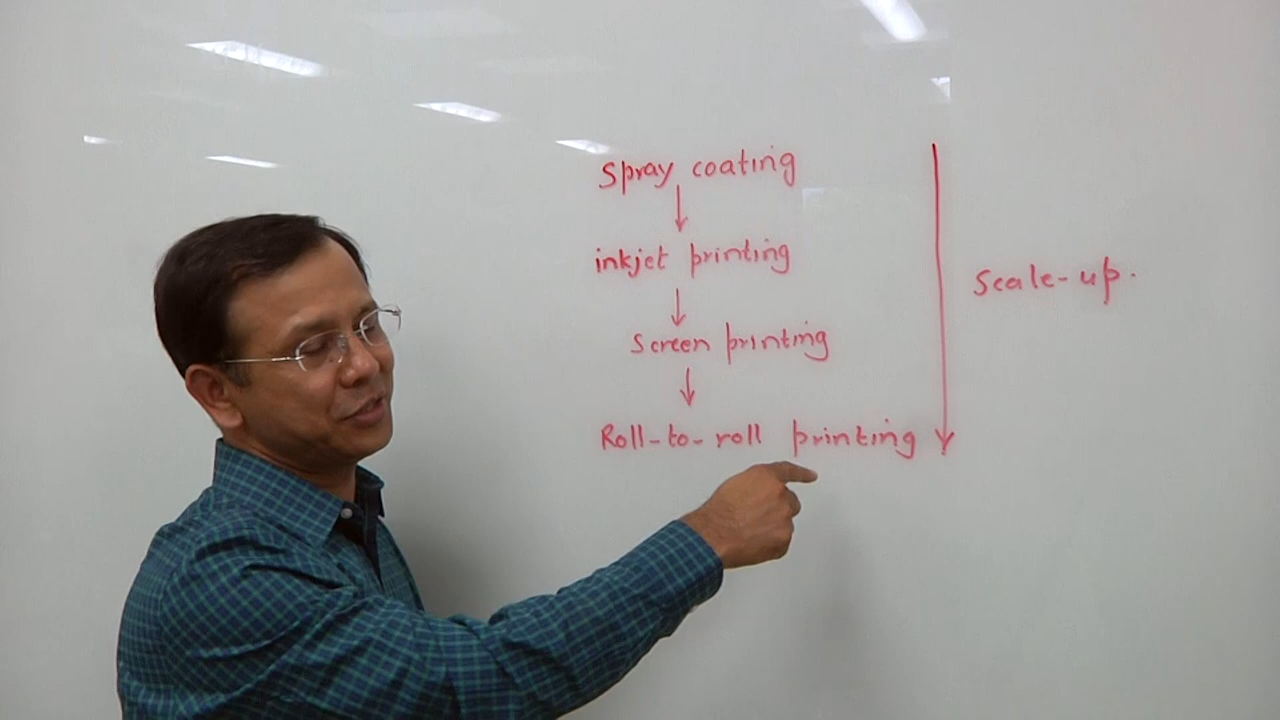 Spray coating
inkjet printing
Screen printing
Roll-to-roll printing
Scale-up.